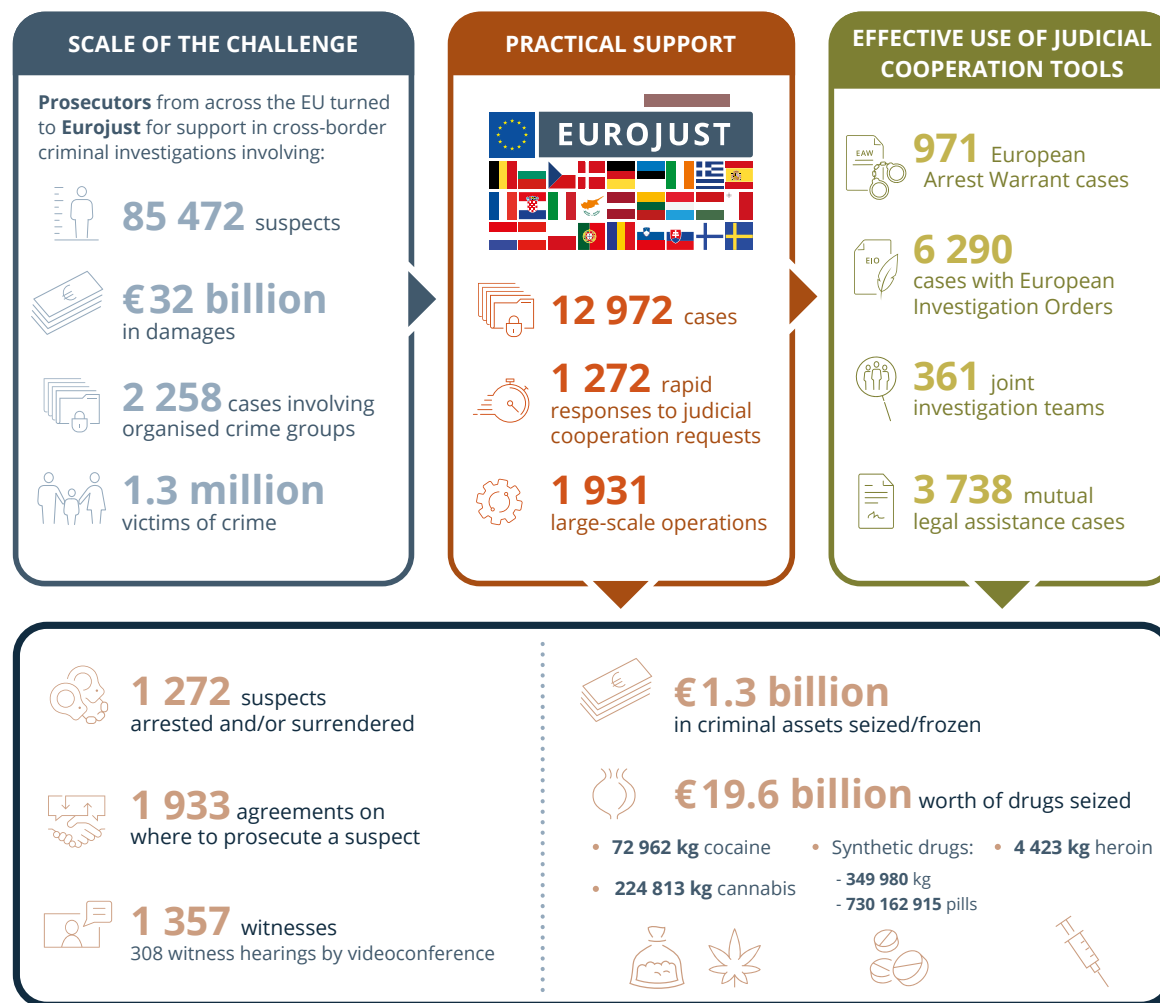 SCALE OF THE CHALLENGE
Prosecutors from across the EU turned
to Eurojust for support in cross-border
criminal investigations involving:
85 472 suspects
€ 32 billion
in damages
2 258 cases involving
organised crime groups
1.3 million
victims of crime
PRACTICAL SUPPORT
EUROJUST
12 972 cases
1 272 rapid
responses to judicial
cooperation requests
1 931
large-scale operations
EFFECTIVE USE OF JUDICIAL
COOPERATION TOOLS
EAW
971 European
Arrest Warrant cases
EIO
6 290
cases with European
Investigation Orders
361 joint
investigation teams
3 738 mutual
legal assistance cases
1 272 suspects
arrested and/or surrendered
1 933 agreements on
where to prosecute a suspect
1 357 witnesses
308 witness hearings by videoconference
€ 1.3 billion
in criminal assets seized/frozen
€ 19.6 billion worth of drugs seized
• 72 962 kg cocaine
• 224 813 kg cannabis
• Synthetic drugs:
- 349 980 kg
- 730 162 915 pills
• 4 423 kg heroin